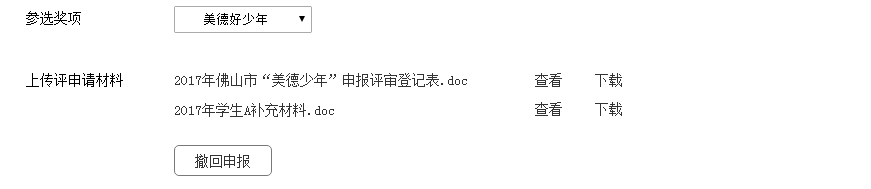 参选奖项 美德好少年
上传评申请材料 2017年佛山市“美德少年”申报评审登记表.doc 查看 下载
2017年学生A补充材料.doc 查看 下载
撤回申报